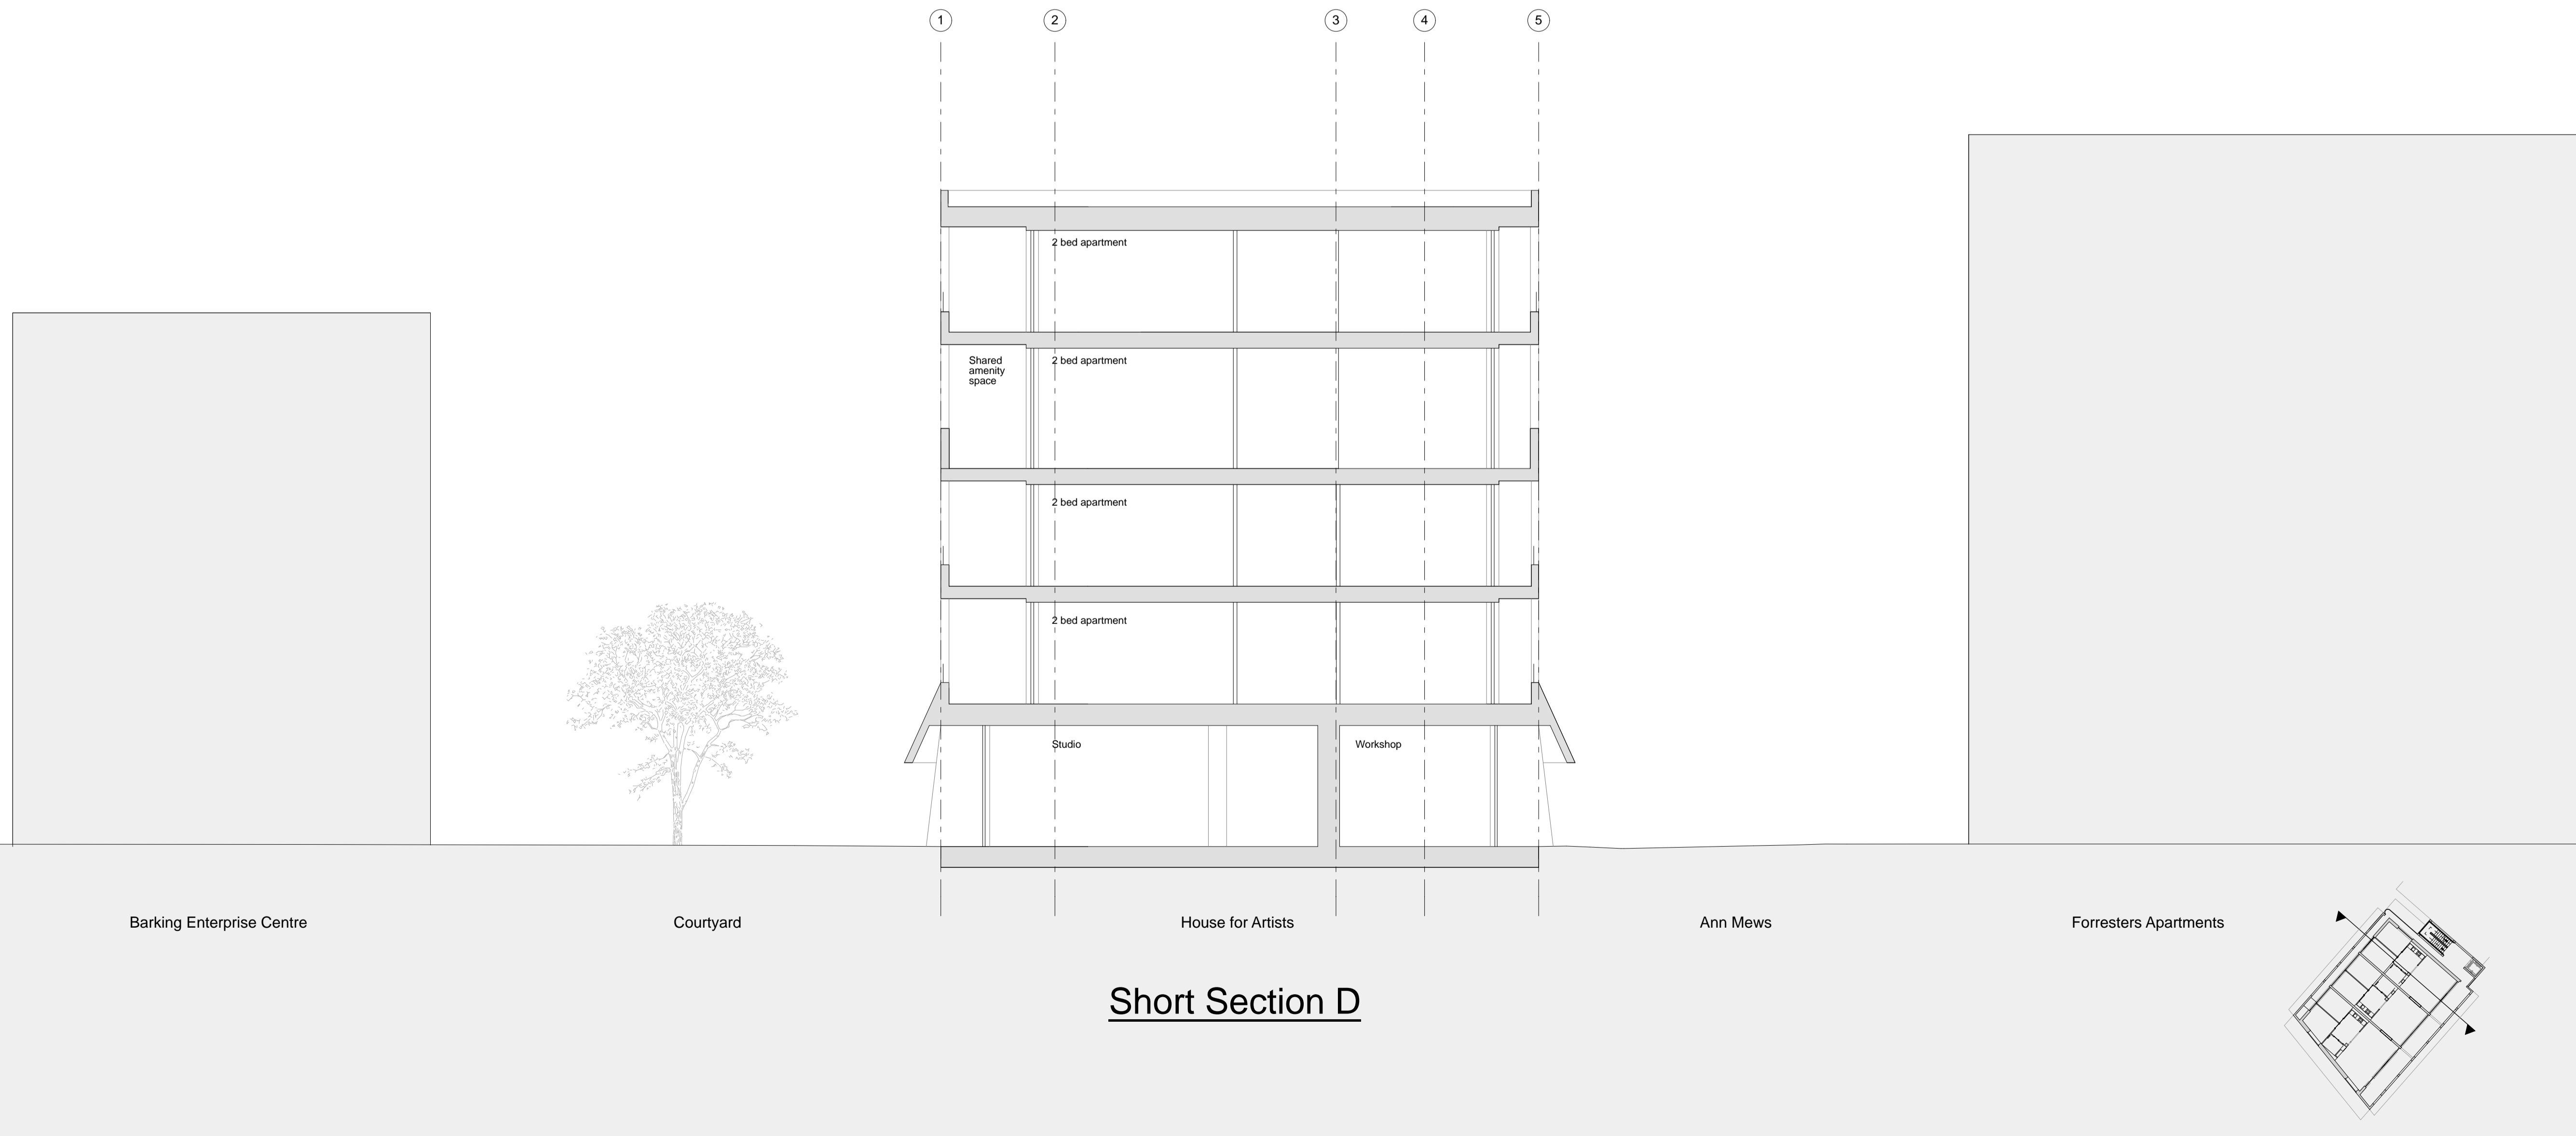 1
2
3
4
5
2 bed apartment
Shared
amenity
space
2 bed apartment
2 bed apartment
2 bed apartment
Studio
Workshop
Barking Enterprise Centre
Courtyard
House for Artists
Ann Mews
Forresters Apartments
Short Section D